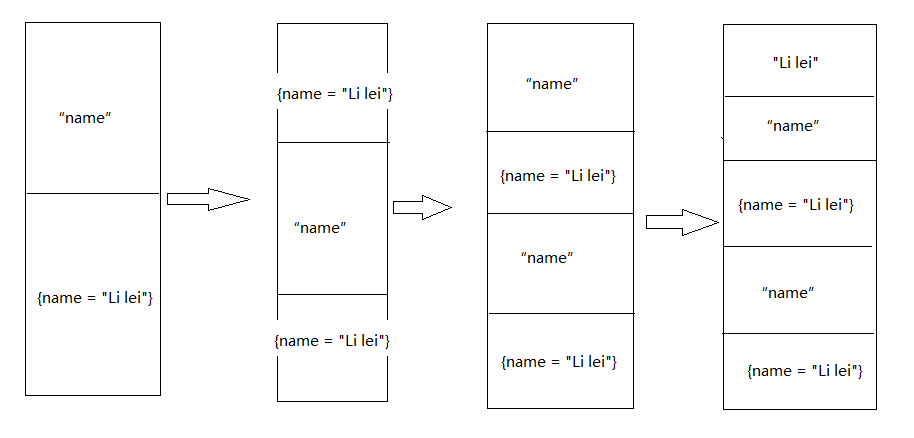 “name”
{name = "Li lei"}
{name = "Li lei"}
“name”
{name = "Li lei"}
“name”
{name = "Li lei"}
“name”
{name = "Li lei"}
"Li lei"
“name”
{name = "Li lei"}
“name”
{name = "Li lei"}